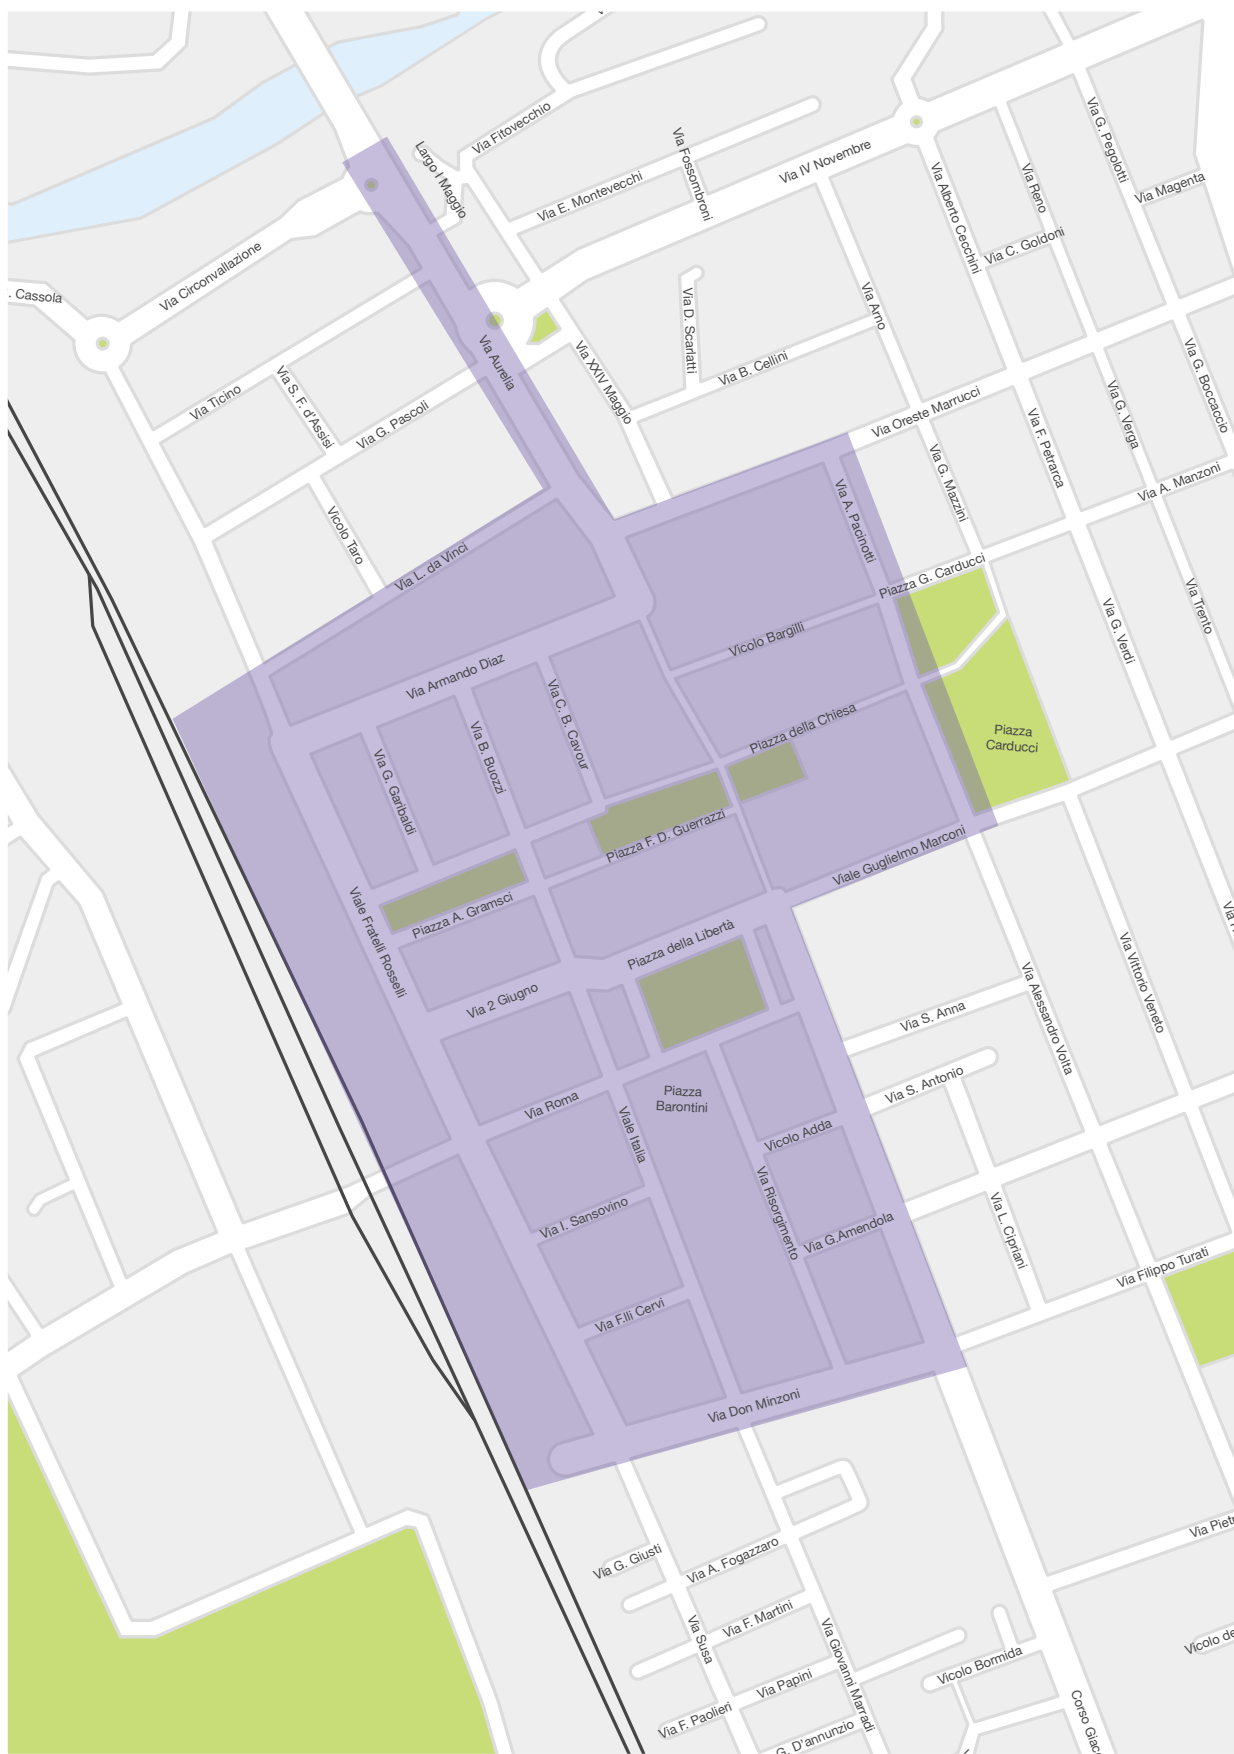 Via Fitovecchio
Via G. Pegolotti
Via Fossombroni
Largo I Maggio
Via IV Novembre
Via E. Montevecchi
Via Alberto Cecchini
Via Reno
Via Magenta
Via C. Goldoni
Via Circonvallazione
. Cassola
Via D. Scarlatti
Via Arno
Via Aurelia
Via XXIV Maggio
Via B. Cellini
Via G. Boccaccio
Via Ticino
Via S. F. d'Assisi
Via G. Pascoli
Via Oreste Marrucci
Via G. Verga
Via F. Petrarca
Via G. Mazzini
Via A. Manzoni
Vicolo Taro
Via A. Pacinotti
Via L. da Vinci
Piazza G. Carducci
Via Trento
Via G. Verdi
Vicolo Bargilli
Via Armando Diaz
Via C. B. Cavour
Via B. Buozzi
Via G. Garibaldi
Piazza della Chiesa
Piazza
Carducci
Piazza F. D. Guerrazzi
Viale Guglielmo Marconi
Viale Fratelli Rosselli
Piazza A. Gramsci
Piazza della Libertà
Via 2 Giugno
Via Alessandro Volta
Via Vittorio Veneto
Via S. Anna
Via S. Antonio
Piazza
Barontini
Via Roma
Viale Italia
Vicolo Adda
Via Risorgimento
Via I. Sansovino
Via G.Amendola
Via L. Cipriani
Via Filippo Turati
Via F.lli Cervi
Via Don Minzoni
Via Pietr
Via G. Giusti
Via A. Fogazzaro
Via F. Martini
Via Susa
Via Giovanni Marradi
Vicolo de
Vicolo Bormida
Via Papini
Via F. Paolieri
G. D'annunzio
Corso Giac